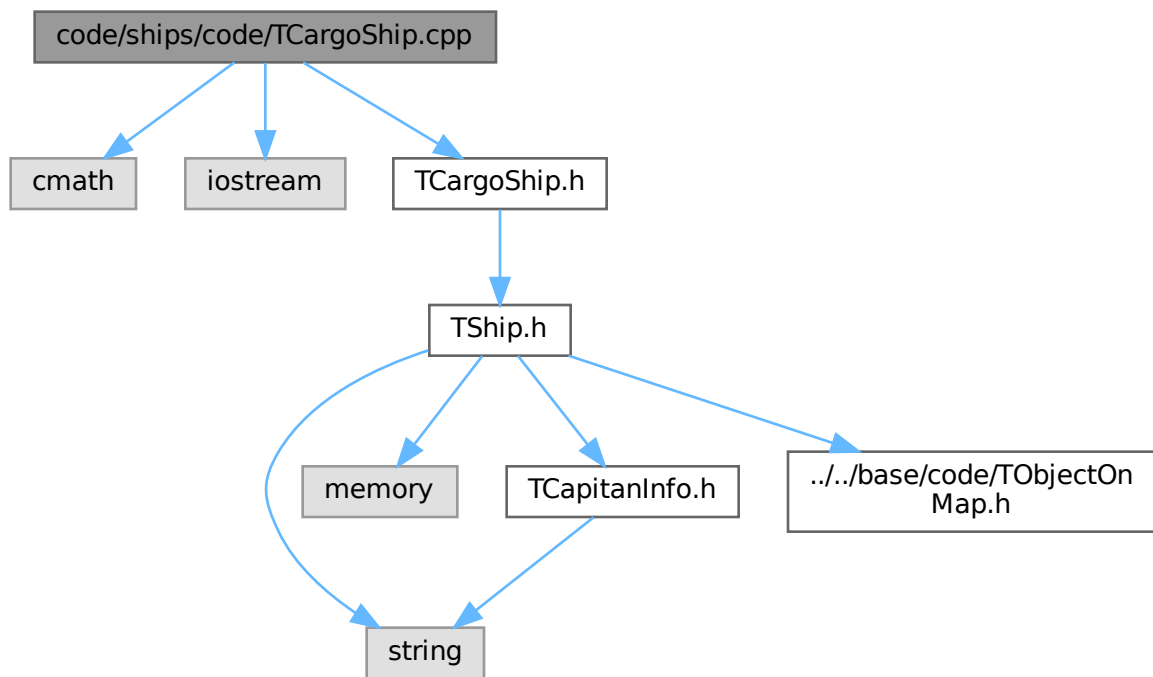 code/ships/code/TCargoShip.cpp
cmath
iostream
TCargoShip.h
TShip.h
memory
TCapitanInfo.h
../../base/code/TObjectOn
Map.h
string